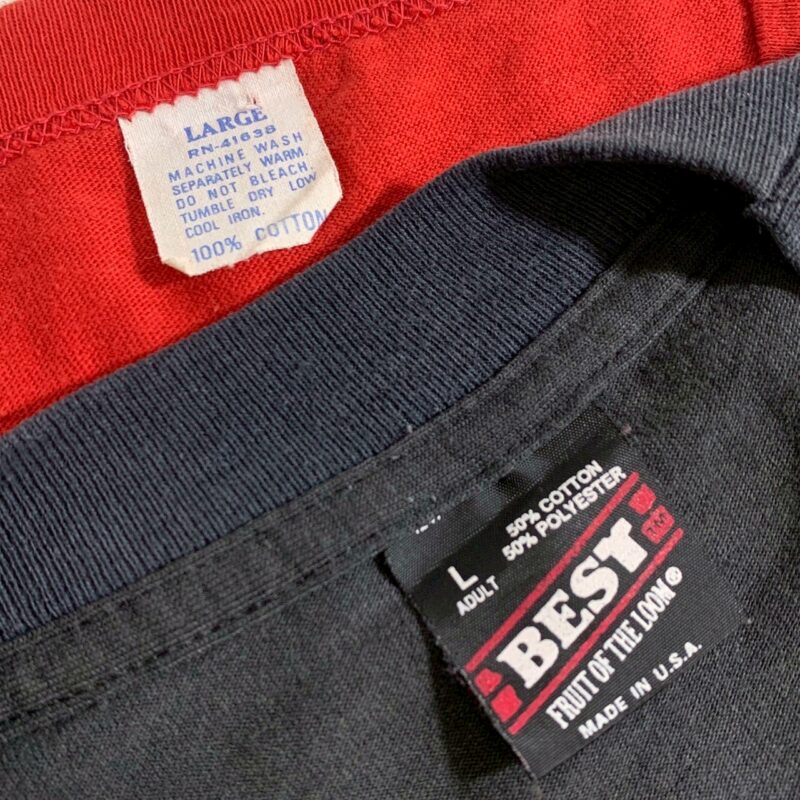 LARGE
RN-41638
MACHINE WASH
SEPARATELY WARM.
DO NOT BLEACH.
TUMBLE DRY LOW
COOL IRON.
100% COTTON
50% COTTON
50% POLYESTER
L
ADULT
BEST
TM
FRUIT OF THE LOOM®
MADE IN U.S.A.